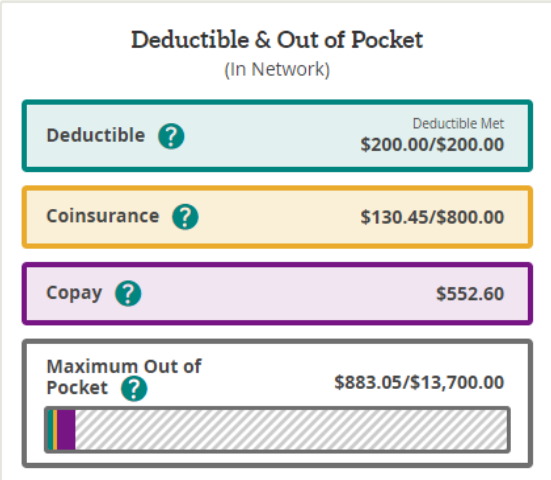 Deductible & Out of Pocket
(In Network)
Deductible ?
Deductible Met
$200.00/$200.00
Coinsurance ?
$130.45/$800.00
Copay ?
$552.60
Maximum Out of
Pocket ?
$883.05/$13,700.00